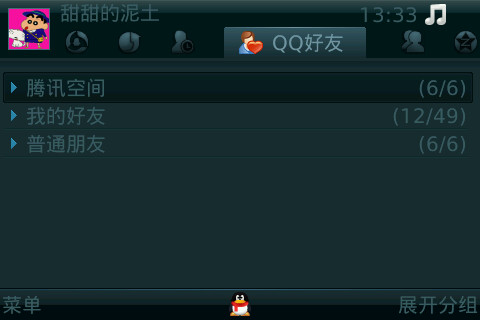 甜甜的泥土 13:33
QQ好友
腾讯空间 (6/6)
我的好友 (12/49)
普通朋友 (6/6)
菜单 展开分组